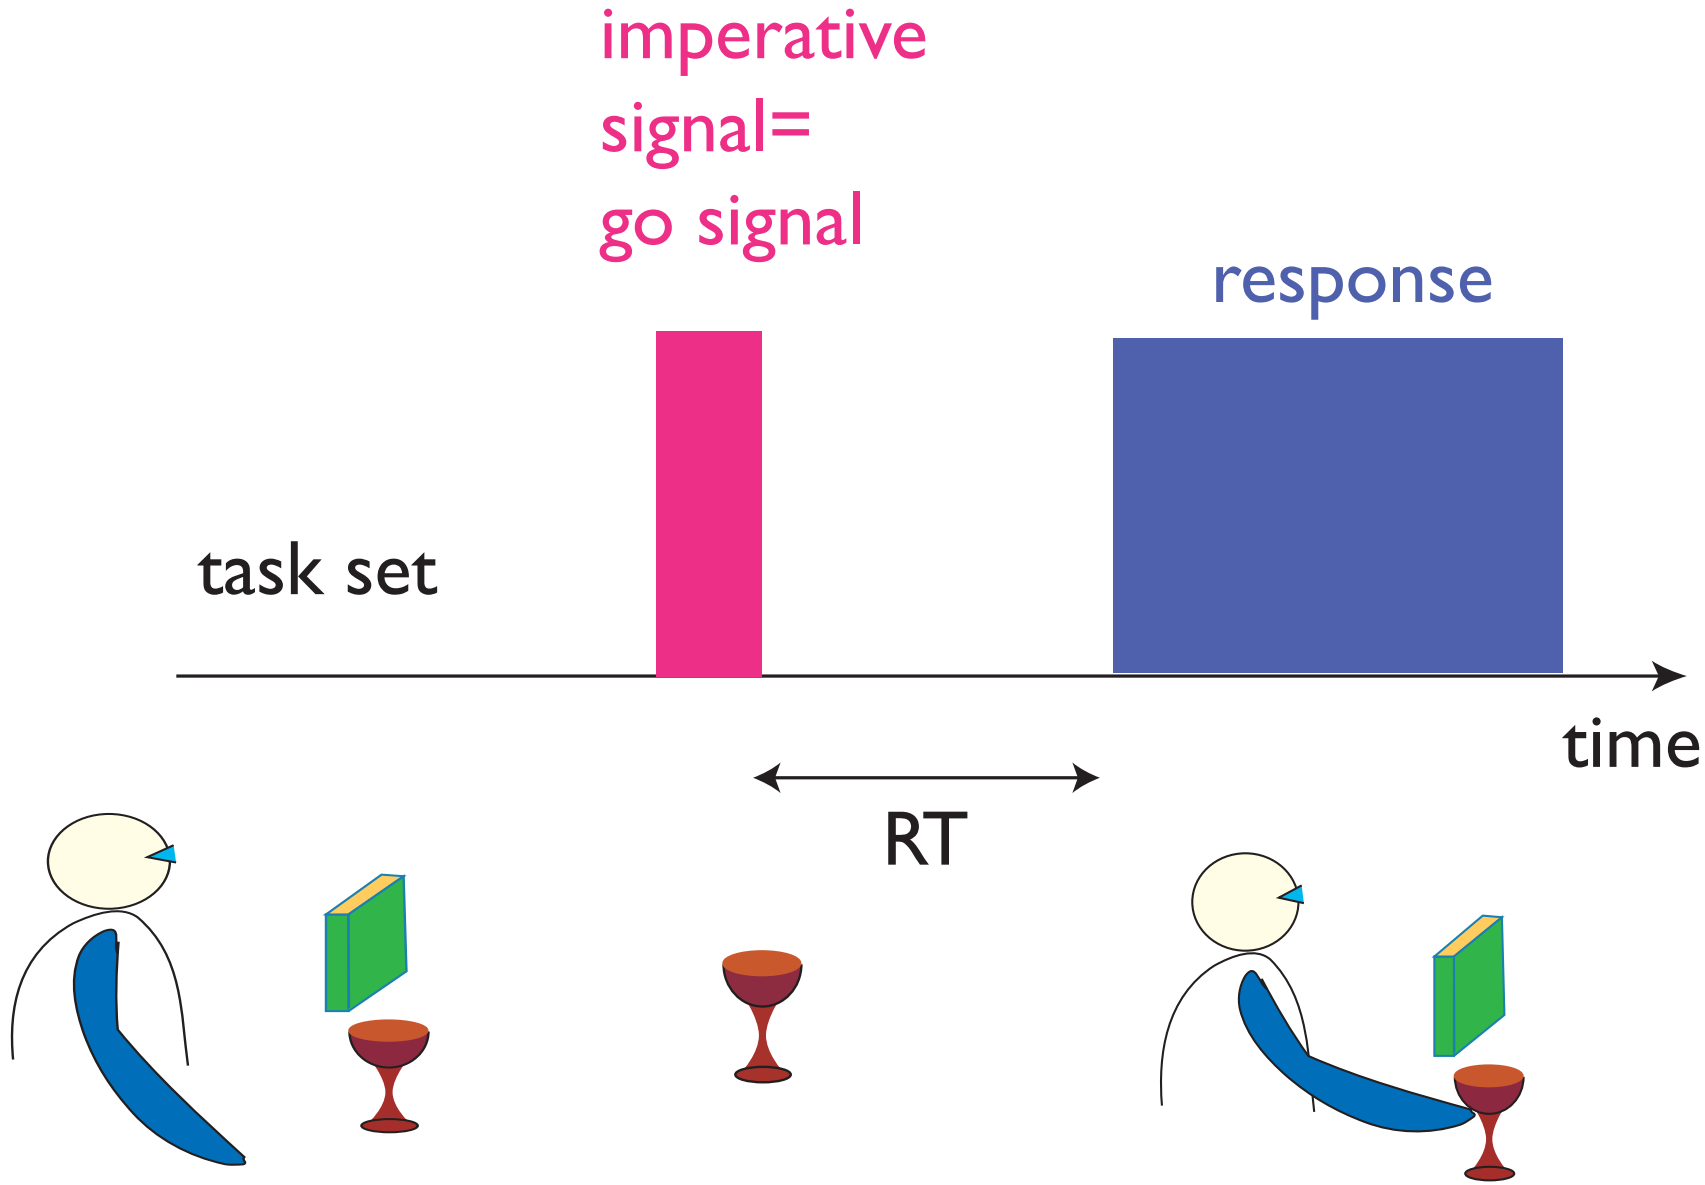 imperative
signal=
go signal
response
task set
time
RT